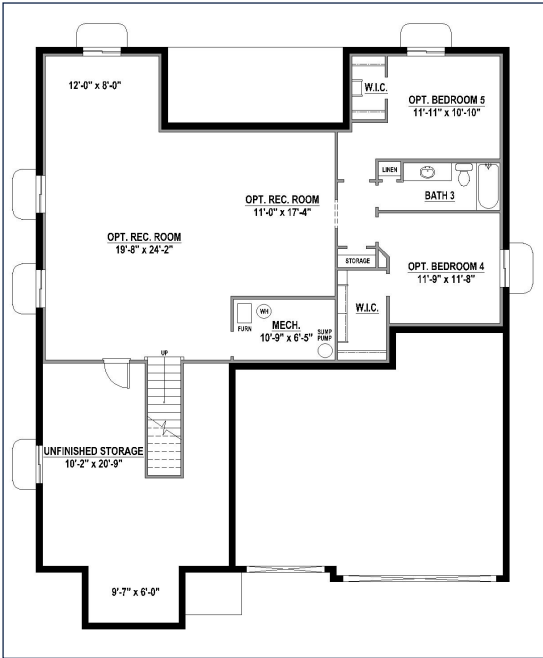 12'-0" x 8'-0"
W.I.C.
OPT. BEDROOM 5
11'-11" x 10'-10"
LINEN
BATH 3
OPT. REC. ROOM
11'-0" x 17'-4"
OPT. REC. ROOM
19'-8" x 24'-2"
STORAGE
OPT. BEDROOM 4
11'-9" x 11'-8"
W.I.C.
FURN
WH
MECH.
10'-9" x 6'-5"
SUMP
PUMP
UP
UNFINISHED STORAGE
10'-2" x 20'-9"
9'-7" x 6'-0"